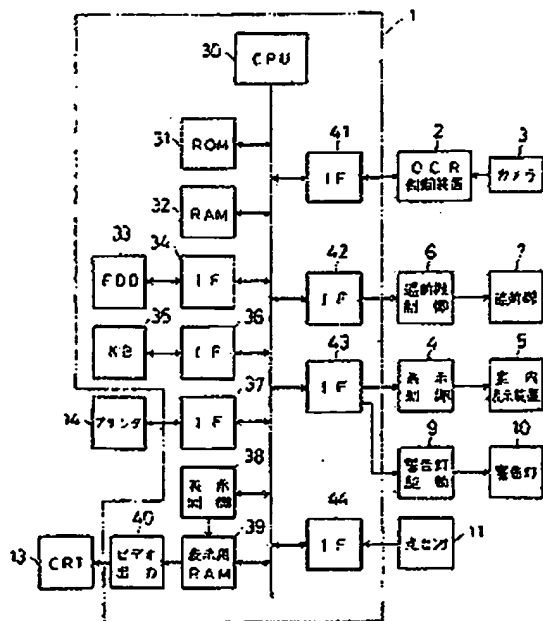 1
30
CPU
31
ROM
32
RAM
41
IF
2
OCR
制御装置
3
カメラ
33
FDD
34
IF
42
IF
6
遮断機
制御
7
遮断機
35
KB
36
IF
43
IF
4
表示
制御
5
案内
表示装置
14
プリンタ
37
IF
9
警告灯
駆動
10
警告灯
38
表示
制御
44
IF
11
センサ
13
CRT
40
ビデオ
出力
39
表示用
RAM